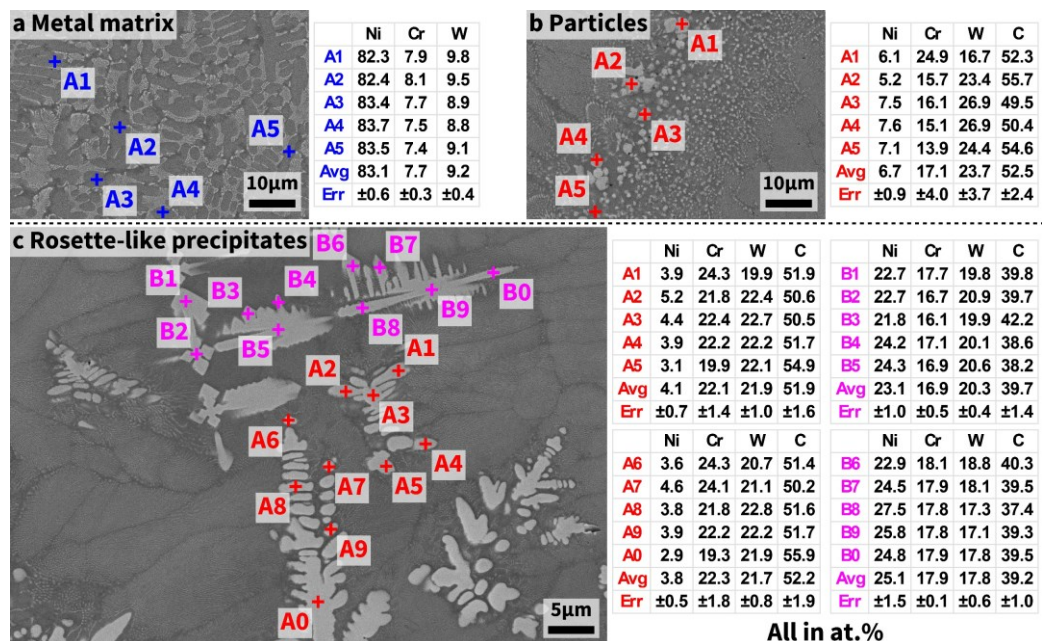 a Metal matrix
A1
A2
A3
A4
A5
10μm
Ni Cr W
A1 82.3 7.9 9.8
A2 82.4 8.1 9.5
A3 83.4 7.7 8.9
A4 83.7 7.5 8.8
A5 83.5 7.4 9.1
Avg 83.1 7.7 9.2
Err ±0.6 ±0.3 ±0.4
b Particles
A1
A2
A3
A4
A5
10μm
Ni Cr W C
A1 6.1 24.9 16.7 52.3
A2 5.2 15.7 23.4 55.7
A3 7.5 16.1 26.9 49.5
A4 7.6 15.1 26.9 50.4
A5 7.1 13.9 24.4 54.6
Avg 6.7 17.1 23.7 52.5
Err ±0.9 ±4.0 ±3.7 ±2.4
c Rosette-like precipitates
B6 B7
B1
B3 B4
B0
B9
B2
B8
B5
A1
A2
A3
A6
A4
A7 A5
A8
A9
A0
5μm
Ni Cr W C
A1 3.9 24.3 19.9 51.9
A2 5.2 21.8 22.4 50.6
A3 4.4 22.4 22.7 50.5
A4 3.9 22.2 22.2 51.7
A5 3.1 19.9 22.1 54.9
Avg 4.1 22.1 21.9 51.9
Err ±0.7 ±1.4 ±1.0 ±1.6
Ni Cr W C
B1 22.7 17.7 19.8 39.8
B2 22.7 16.7 20.9 39.7
B3 21.8 16.1 19.9 42.2
B4 24.2 17.1 20.1 38.6
B5 24.3 16.9 20.6 38.2
Avg 23.1 16.9 20.3 39.7
Err ±1.0 ±0.5 ±0.4 ±1.4
Ni Cr W C
A6 3.6 24.3 20.7 51.4
A7 4.6 24.1 21.1 50.2
A8 3.8 21.8 22.8 51.6
A9 3.9 22.2 22.2 51.7
A0 2.9 19.3 21.9 55.9
Avg 3.8 22.3 21.7 52.2
Err ±0.5 ±1.8 ±0.8 ±1.9
Ni Cr W C
B6 22.9 18.1 18.8 40.3
B7 24.5 17.9 18.1 39.5
B8 27.5 17.8 17.3 37.4
B9 25.8 17.8 17.1 39.3
B0 24.8 17.9 17.8 39.5
Avg 25.1 17.9 17.8 39.2
Err ±1.5 ±0.1 ±0.6 ±1.0
All in at.%